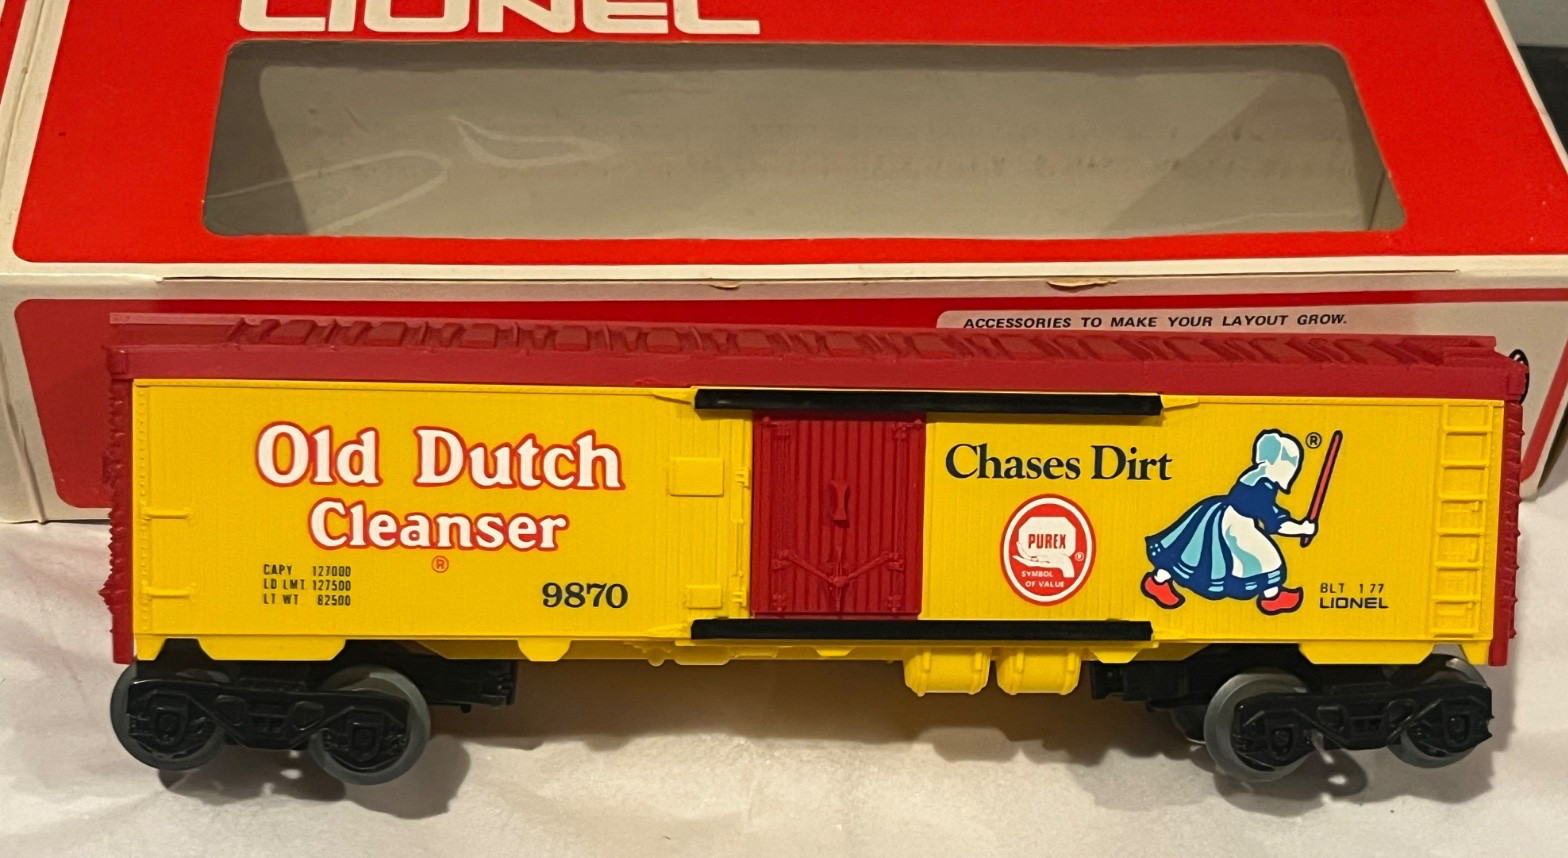 LIONEL
ACCESSORIES TO MAKE YOUR LAYOUT GROW.
Old Dutch
Cleanser
®
CAPY 127000
LD LMT 127500
LT WT 82500
9870
Chases Dirt
PUREX
®
SYMBOL
OF VALUE
®
BLT 1 77
LIONEL